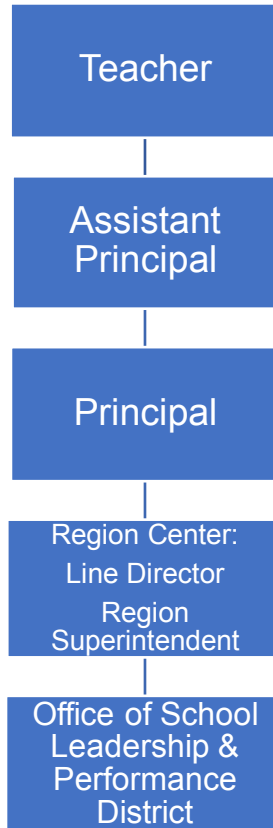 Teacher
Assistant
Principal
Principal
Region Center:
Line Director
Region
Superintendent
Office of School
Leadership &
Performance
District